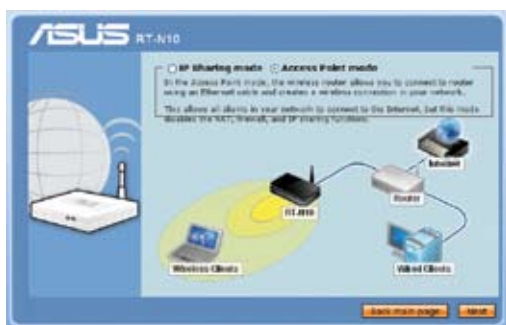 ASUS RT-N10
IP Sharing mode Access Point mode
In the Access Point mode, the wireless router allows you to connect to router
using an Ethernet cable and creates a wireless connection in your network.
This allows all clients in your network to connect to the Internet, but this mode
disables the NAT, firewall, and IP sharing functions.
Internet
RT-N10
Router
Wireless Clients
Wired Clients
Back main page
Next